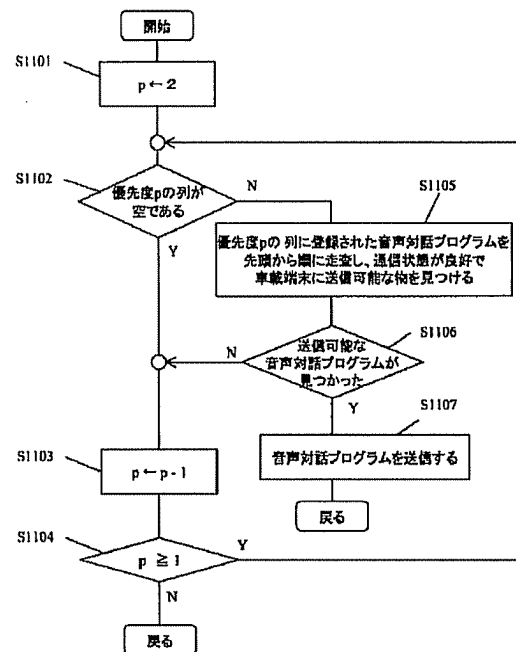 開始
S1101
p ← 2
S1102
優先度pの列が
空である
N
Y
S1105
優先度pの列に登録された音声対話プログラムを
先頭から順に走査し、通信状態が良好で
車載端末に送信可能な物を見つける
S1106
送信可能な
音声対話プログラムが
見つかった
N
Y
S1107
音声対話プログラムを送信する
戻る
S1103
p ← p - 1
S1104
p ≧ 1
Y
N
戻る